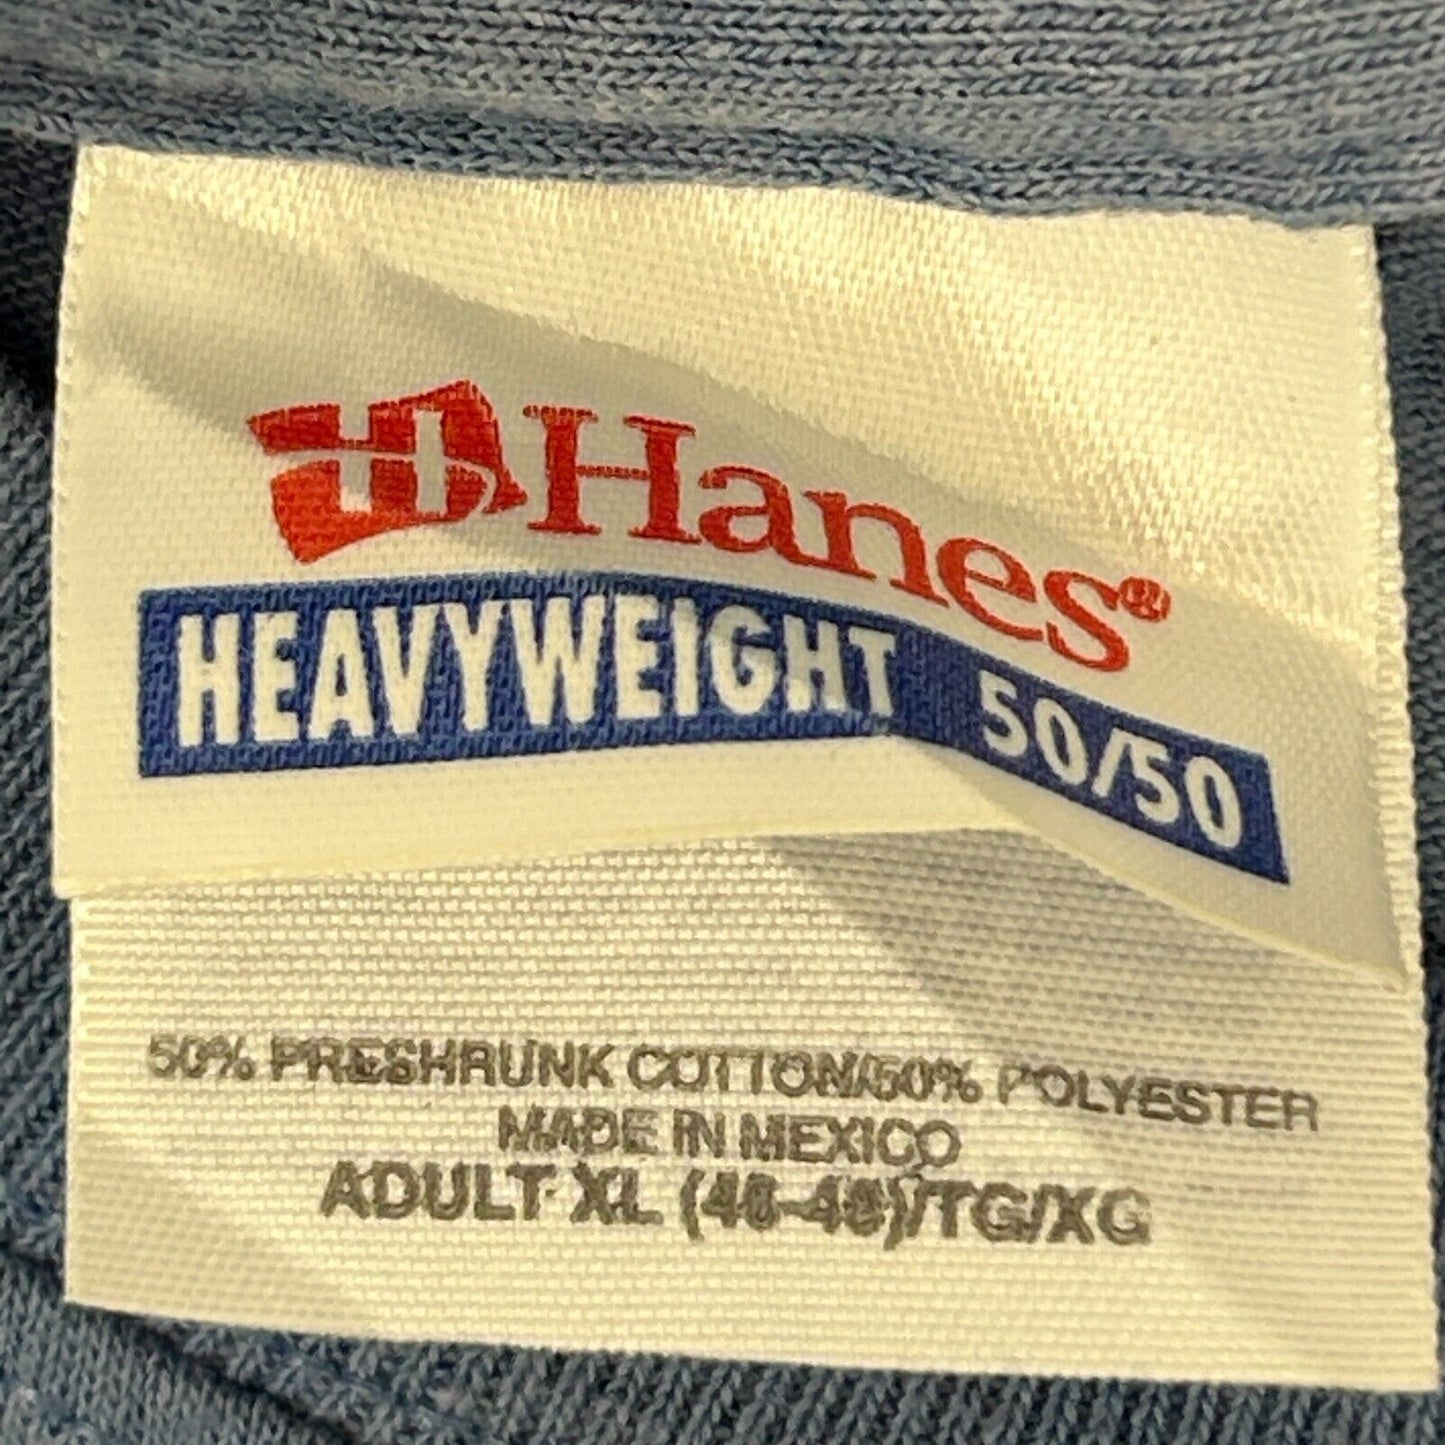 Hanes®
HEAVYWEIGHT 50/50
50% PRESHRUNK COTTON/50% POLYESTER
MADE IN MEXICO
ADULT XL (46-48)/TG/XG